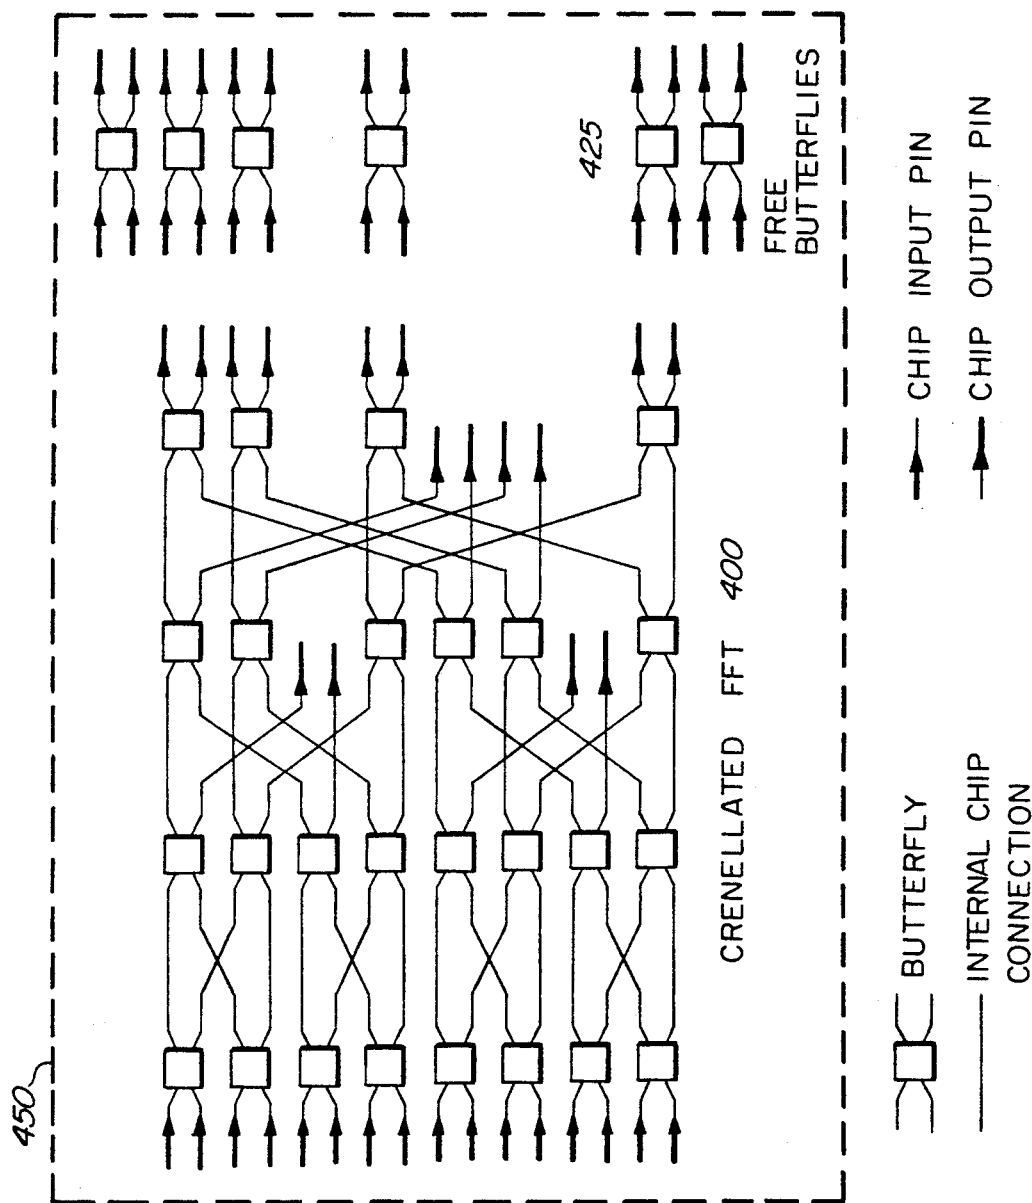 450
425
FREE
BUTTERFLIES
CRENELLATED FFT 400
BUTTERFLY
INTERNAL CHIP
CONNECTION
CHIP INPUT PIN
CHIP OUTPUT PIN